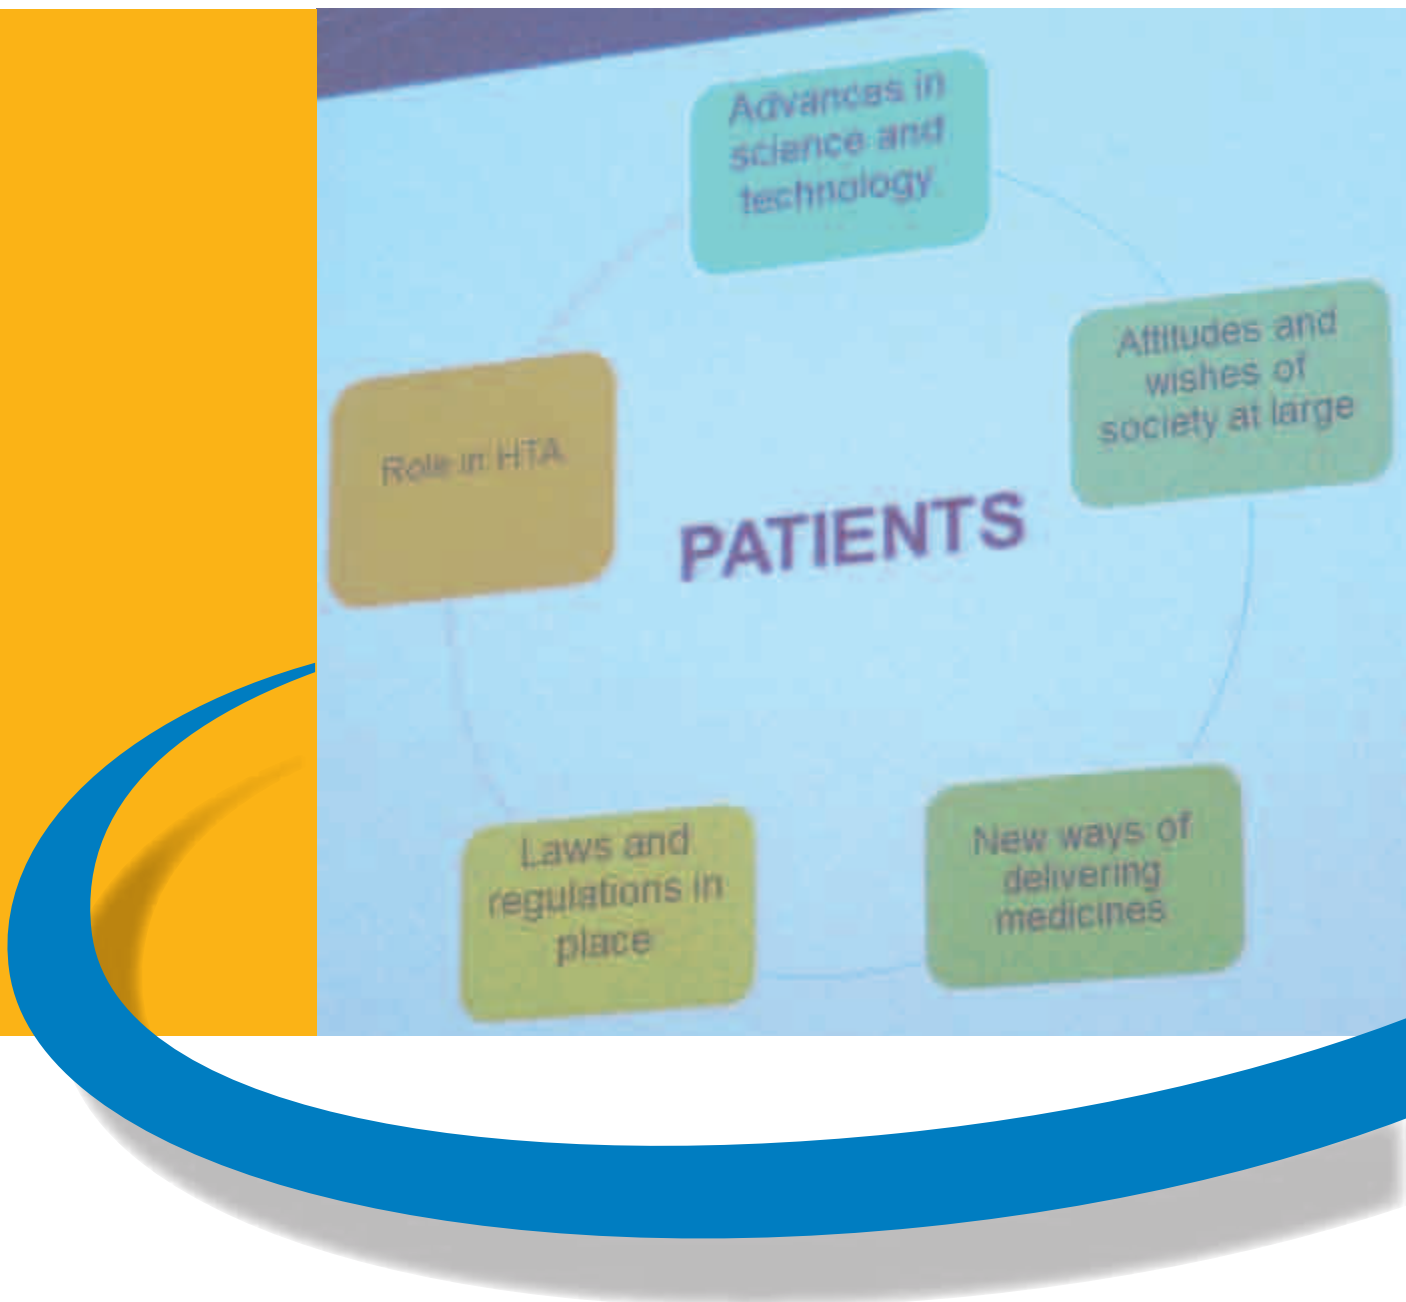 Advances in
science and
technology
Attitudes and
wishes of
society at large
Role in HTA
PATIENTS
New ways of
delivering
medicines
Laws and
regulations in
place